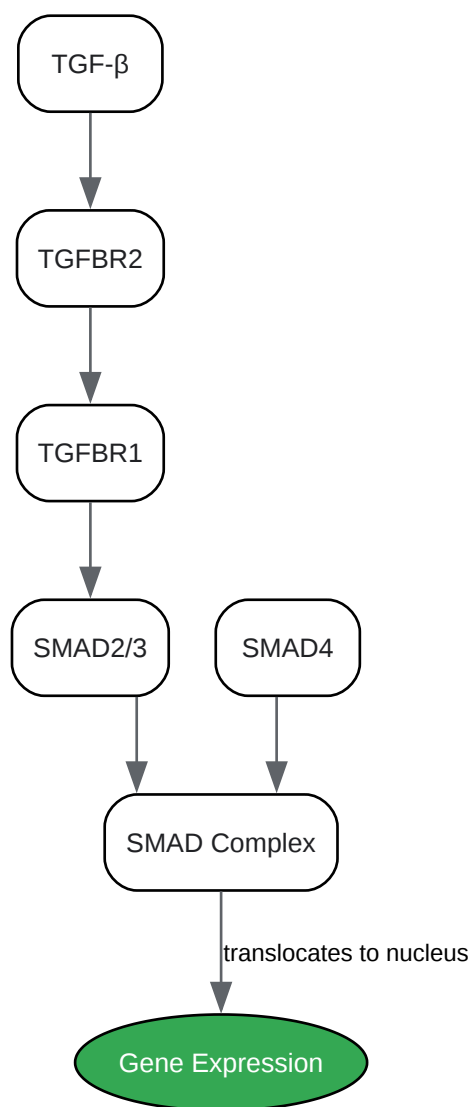 TGF-β
TGFBR2
TGFBR1
SMAD2/3
SMAD4
SMAD Complex
translocates to nucleus
Gene Expression